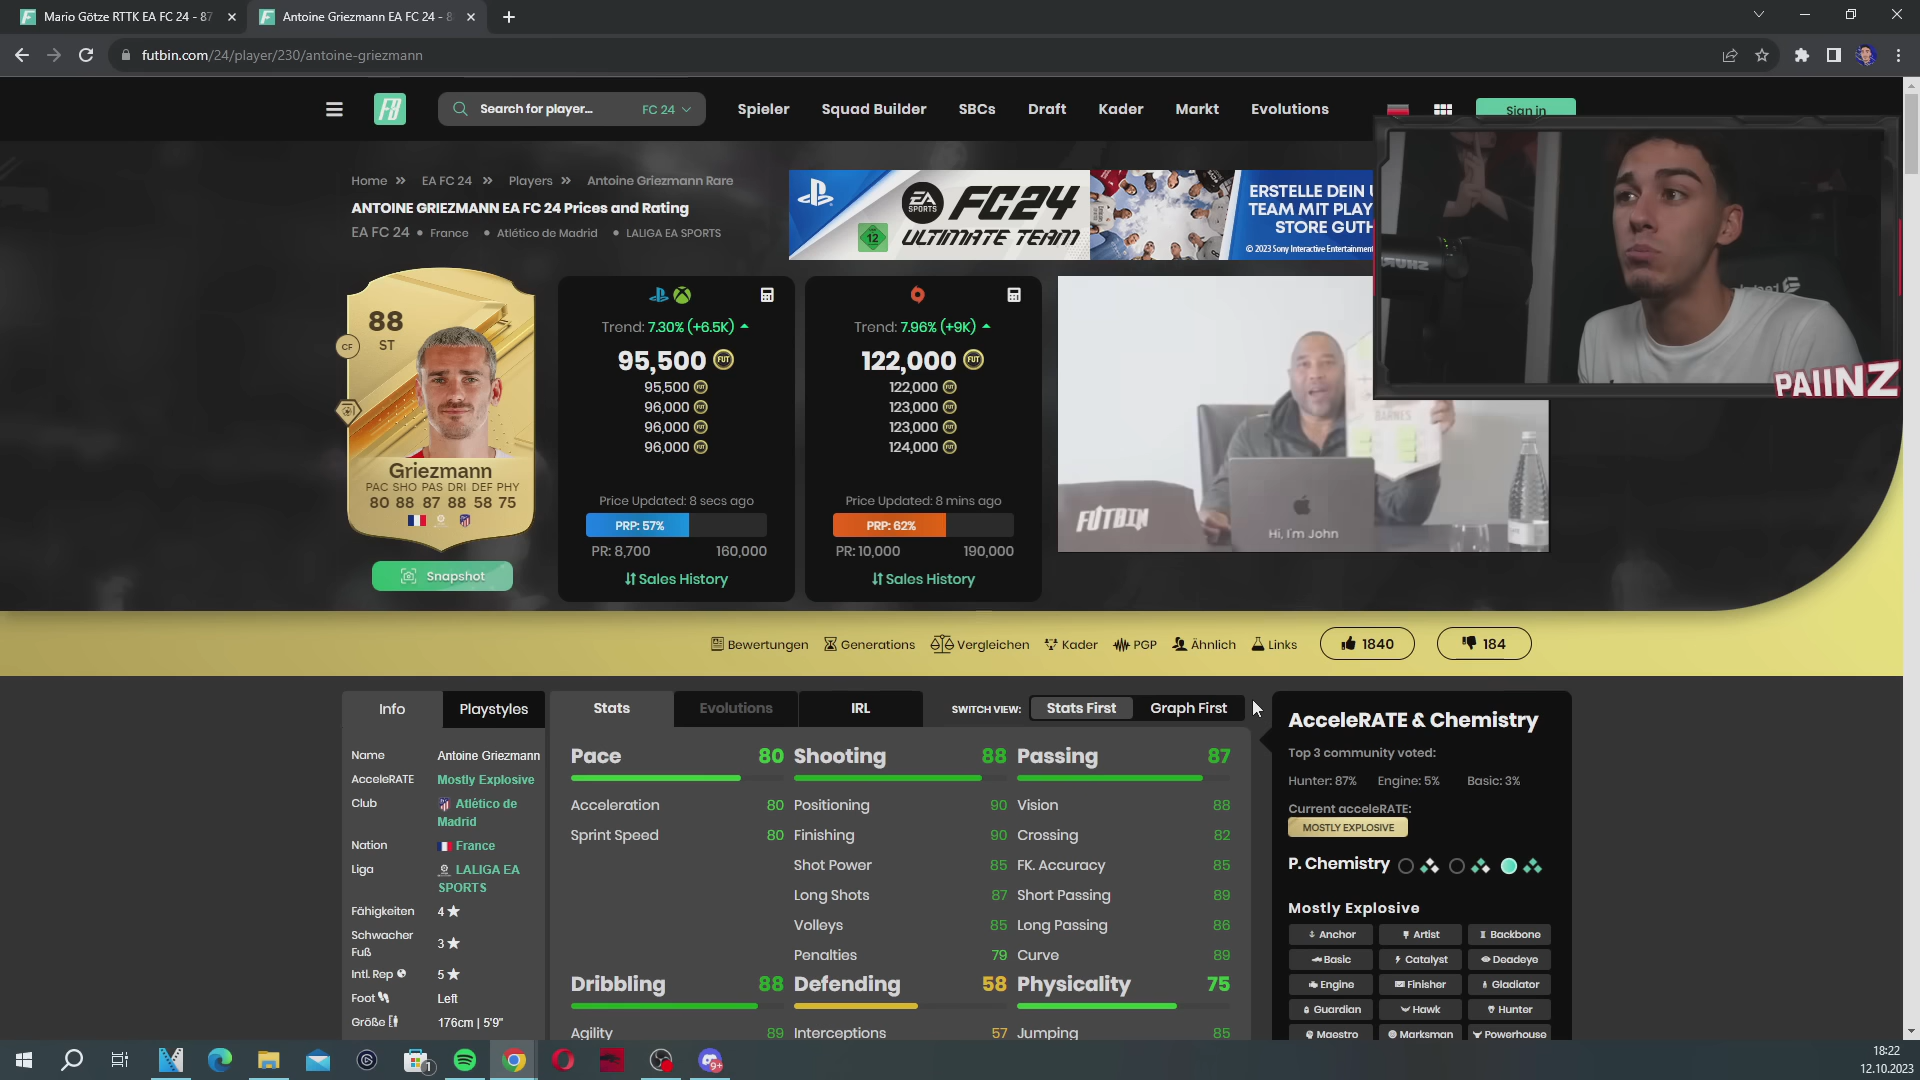 Mario Götze RTTK EA FC 24 - 87
Antoine Griezmann EA FC 24 - 8
futbin.com/24/player/230/antoine-griezmann
FB
Search for player...
FC 24
Spieler
Squad Builder
SBCs
Draft
Kader
Markt
Evolutions
Sign in
Home » EA FC 24 » Players » Antoine Griezmann Rare
ANTOINE GRIEZMANN EA FC 24 Prices and Rating
EA FC 24 • France • Atlético de Madrid • LALIGA EA SPORTS
EA SPORTS FC24
12 ULTIMATE TEAM
ERSTELLE DEIN U
TEAM MIT PLAY
STORE GUTH
© 2023 Sony Interactive Entertainment
SHURE
PAIINZ
88
ST
CF
Griezmann
PAC SHO PAS DRI DEF PHY
80 88 87 88 58 75
Snapshot
Trend: 7.30% (+6.5K)
95,500
95,500
96,000
96,000
96,000
Price Updated: 8 secs ago
PRP: 57%
PR: 8,700 160,000
Sales History
Trend: 7.96% (+9K)
122,000
122,000
123,000
123,000
124,000
Price Updated: 8 mins ago
PRP: 62%
PR: 10,000 190,000
Sales History
BARNES
FUTBIN
Hi, I'm John
Bewertungen
Generations
Vergleichen
Kader
PGP
Ähnlich
Links
1840
184
Info
Playstyles
Name Antoine Griezmann
AcceleRATE Mostly Explosive
Club Atlético de
Madrid
Nation France
Liga LALIGA EA
SPORTS
Fähigkeiten 4
Schwacher
Fuß 3
Intl. Rep 5
Foot Left
Größe 176cm | 5'9"
Stats
Evolutions
IRL
SWITCH VIEW:
Stats First
Graph First
Pace 80
Acceleration 80
Sprint Speed 80
Shooting 88
Positioning 90
Finishing 90
Shot Power 85
Long Shots 87
Volleys 85
Penalties 79
Passing 87
Vision 88
Crossing 82
FK. Accuracy 85
Short Passing 89
Long Passing 86
Curve 89
Dribbling 88
Agility 89
Defending 58
Interceptions 57
Physicality 75
Jumping 85
AcceleRATE & Chemistry
Top 3 community voted:
Hunter: 87% Engine: 5% Basic: 3%
Current acceleRATE:
MOSTLY EXPLOSIVE
P. Chemistry
Mostly Explosive
Anchor Artist Backbone
Basic Catalyst Deadeye
Engine Finisher Gladiator
Guardian Hawk Hunter
Maestro Marksman Powerhouse
1
9+
18:22
12.10.2023